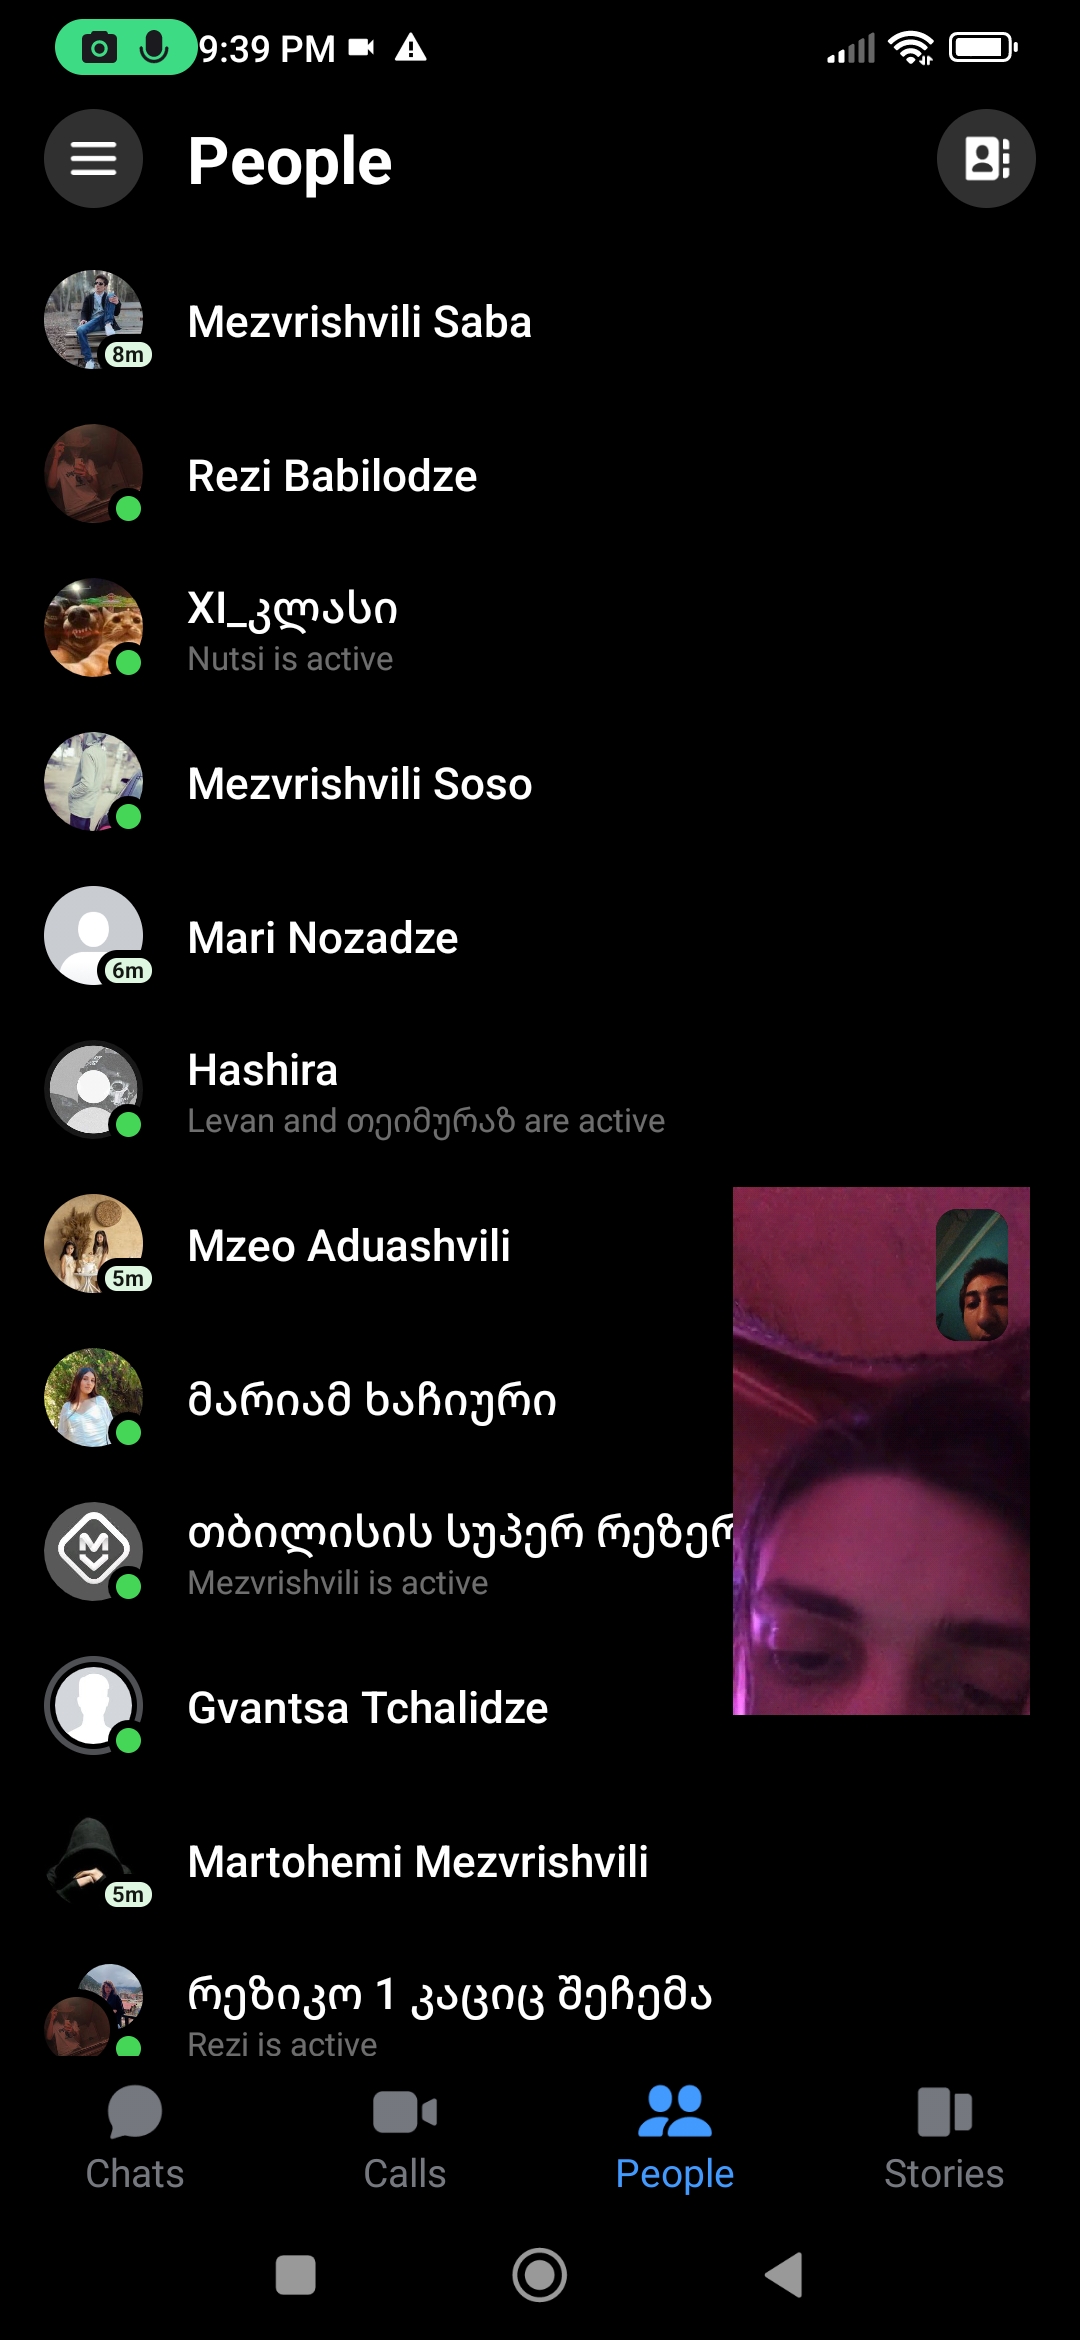 9:39 PM
People
Mezvrishvili Saba
8m
Rezi Babilodze
XI_კლასი
Nutsi is active
Mezvrishvili Soso
Mari Nozadze
6m
Hashira
Levan and თეიმურაზ are active
Mzeo Aduashvili
5m
მარიამ ხაჩიური
თბილისის სუპერ რეზერ
Mezvrishvili is active
Gvantsa Tchalidze
Martohemi Mezvrishvili
5m
რეზიკო 1 კაციც შეჩემა
Rezi is active
Chats
Calls
People
Stories